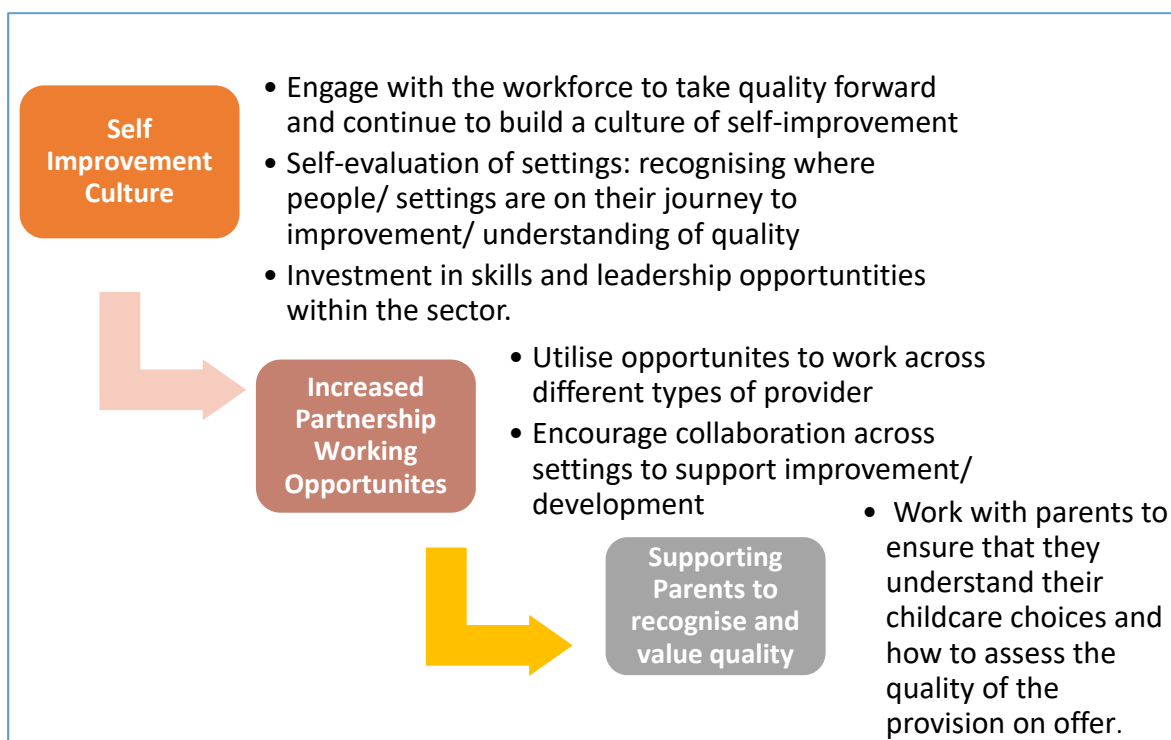 Self
Improvement
Culture
• Engage with the workforce to take quality forward
and continue to build a culture of self-improvement
• Self-evaluation of settings: recognising where
people/ settings are on their journey to
improvement/ understanding of quality
• Investment in skills and leadership opportuntities
within the sector.
Increased
Partnership
Working
Opportunites
• Utilise opportunites to work across
different types of provider
• Encourage collaboration across
settings to support improvement/
development
Supporting
Parents to
recognise and
value quality
• Work with parents to
ensure that they
understand their
childcare choices and
how to assess the
quality of the
provision on offer.